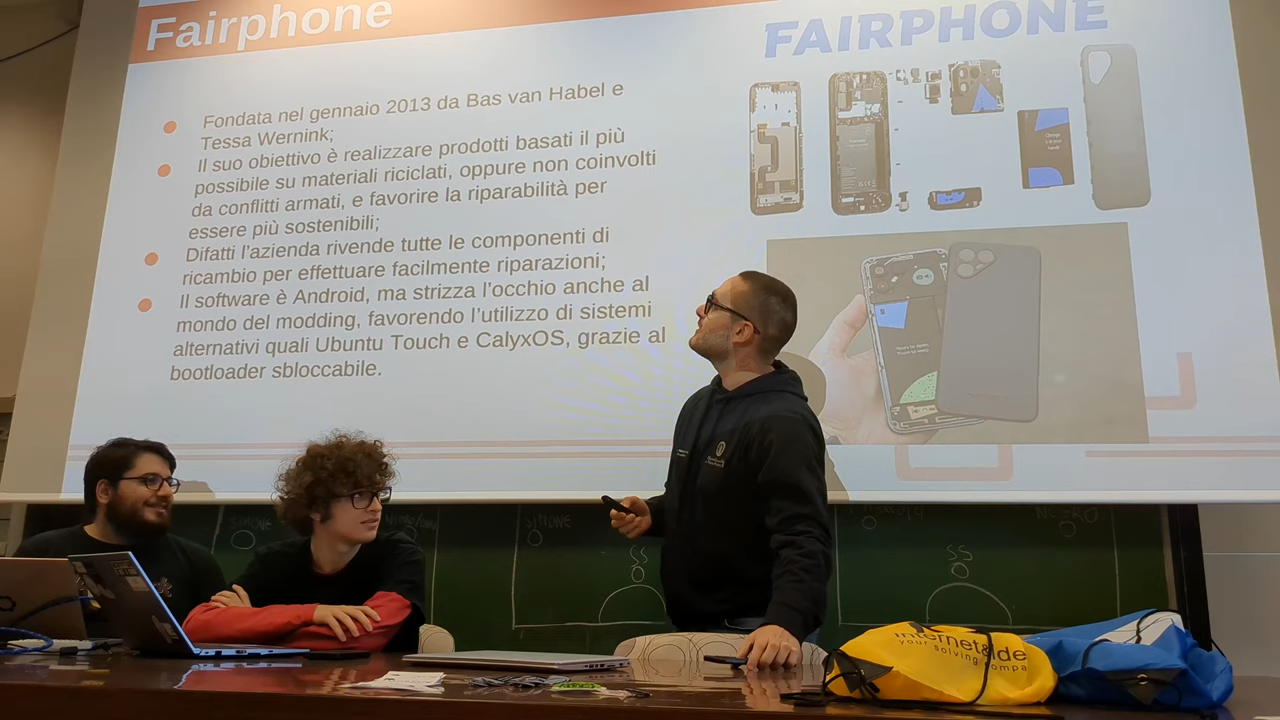 Fairphone
FAIRPHONE
Fondata nel gennaio 2013 da Bas van Habel e
Tessa Wernink;
Il suo obiettivo è realizzare prodotti basati il più
possibile su materiali riciclati, oppure non coinvolti
da conflitti armati, e favorire la riparabilità per
essere più sostenibili;
Difatti l'azienda rivende tutte le componenti di
ricambio per effettuare facilmente riparazioni;
Il software è Android, ma strizza l'occhio anche al
mondo del modding, favorendo l'utilizzo di sistemi
alternativi quali Ubuntu Touch e CalyxOS, grazie al
bootloader sbloccabile.
SIMONE
SIMONE
SS
SS
your solving compa